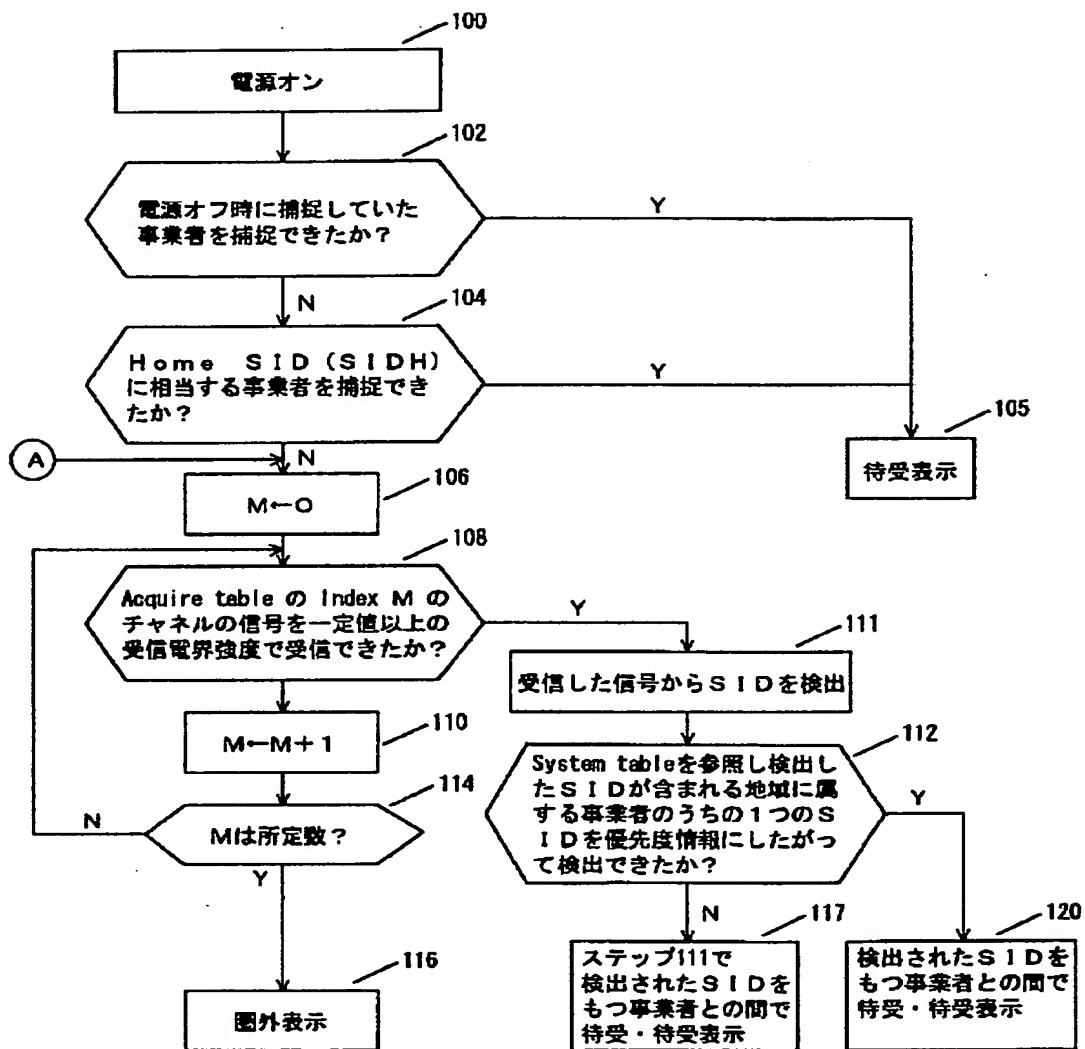 100
電源オン
102
電源オフ時に捕捉していた
事業者を捕捉できたか？
Y
N
104
Home SID（SIDH）
に相当する事業者を捕捉でき
たか？
Y
105
待受表示
A
N
106
M←0
108
Acquire table の Index M の
チャネルの信号を一定値以上の
受信電界強度で受信できたか？
Y
111
受信した信号からＳＩＤを検出
110
M←M＋1
112
System tableを参照し検出し
たＳＩＤが含まれる地域に属
する事業者のうちの１つのＳ
ＩＤを優先度情報にしたがっ
て検出できたか？
Y
114
N
Mは所定数？
Y
N
117
ステップ111で
検出されたＳＩＤを
もつ事業者との間で
待受・待受表示
120
検出されたＳＩＤを
もつ事業者との間で
待受・待受表示
116
圏外表示